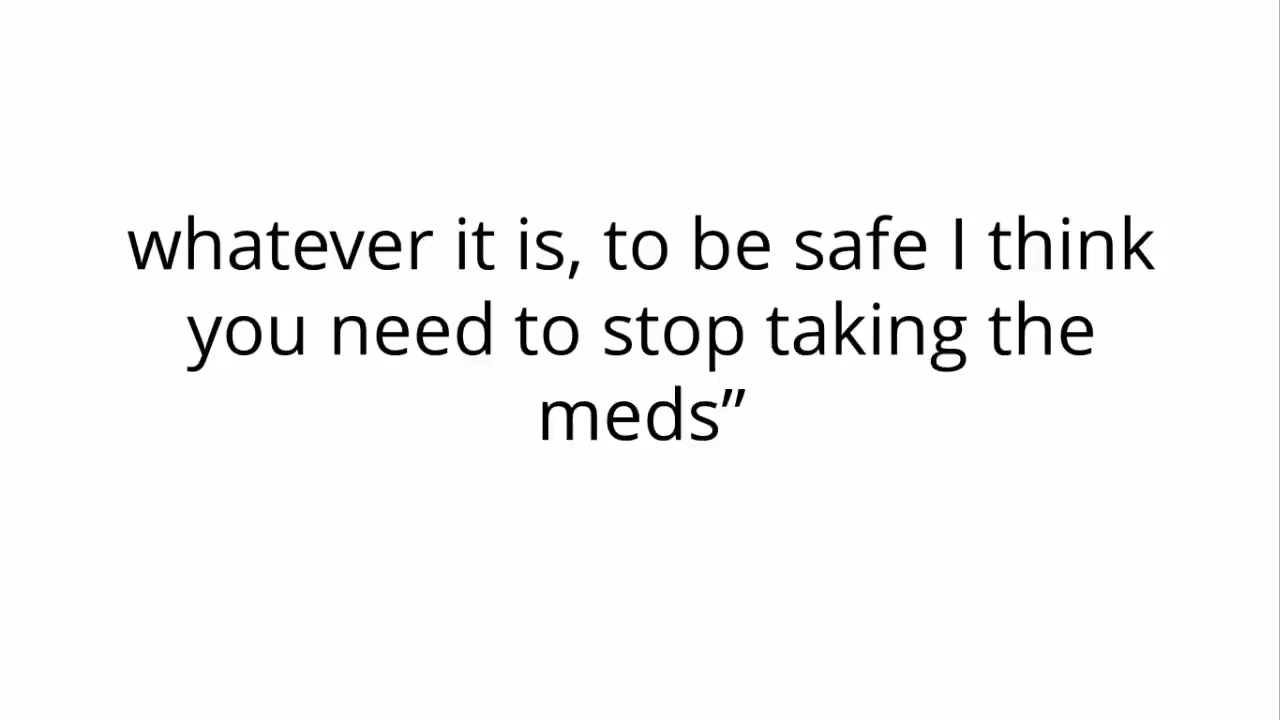 whatever it is, to be safe I think
you need to stop taking the
meds”